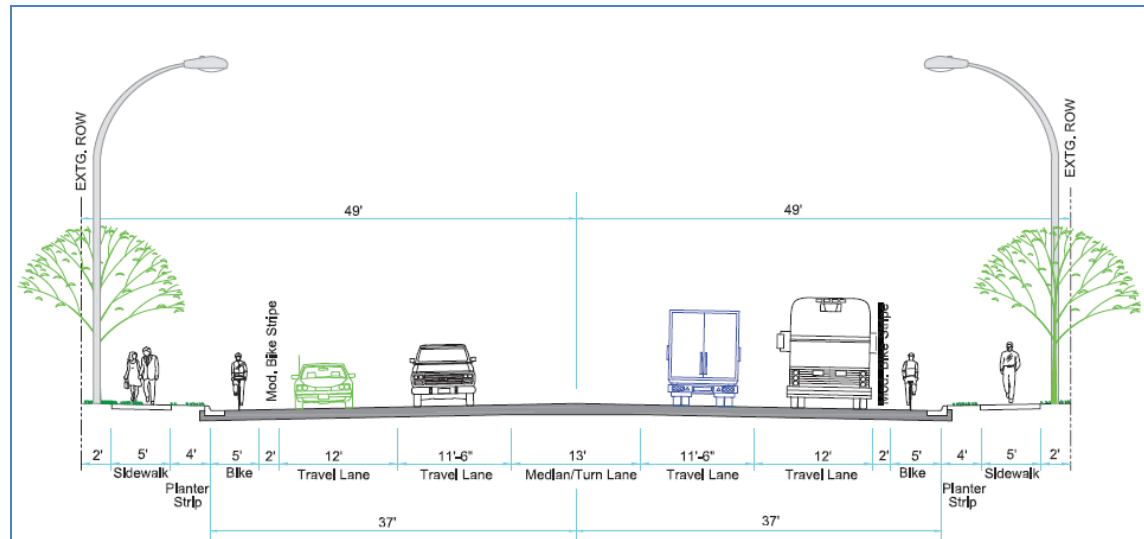 EXTG. ROW
EXTG. ROW
49'
49'
Mod. Bike Stripe
Mod. Bike Stripe
2'
5'
4'
5'
2'
12'
11'-6"
13'
11'-6"
12'
2'
5'
4'
5'
2'
Sidewalk
Bike
Travel Lane
Travel Lane
Median/Turn Lane
Travel Lane
Travel Lane
Bike
Sidewalk
Planter
Strip
Planter
Strip
37'
37'